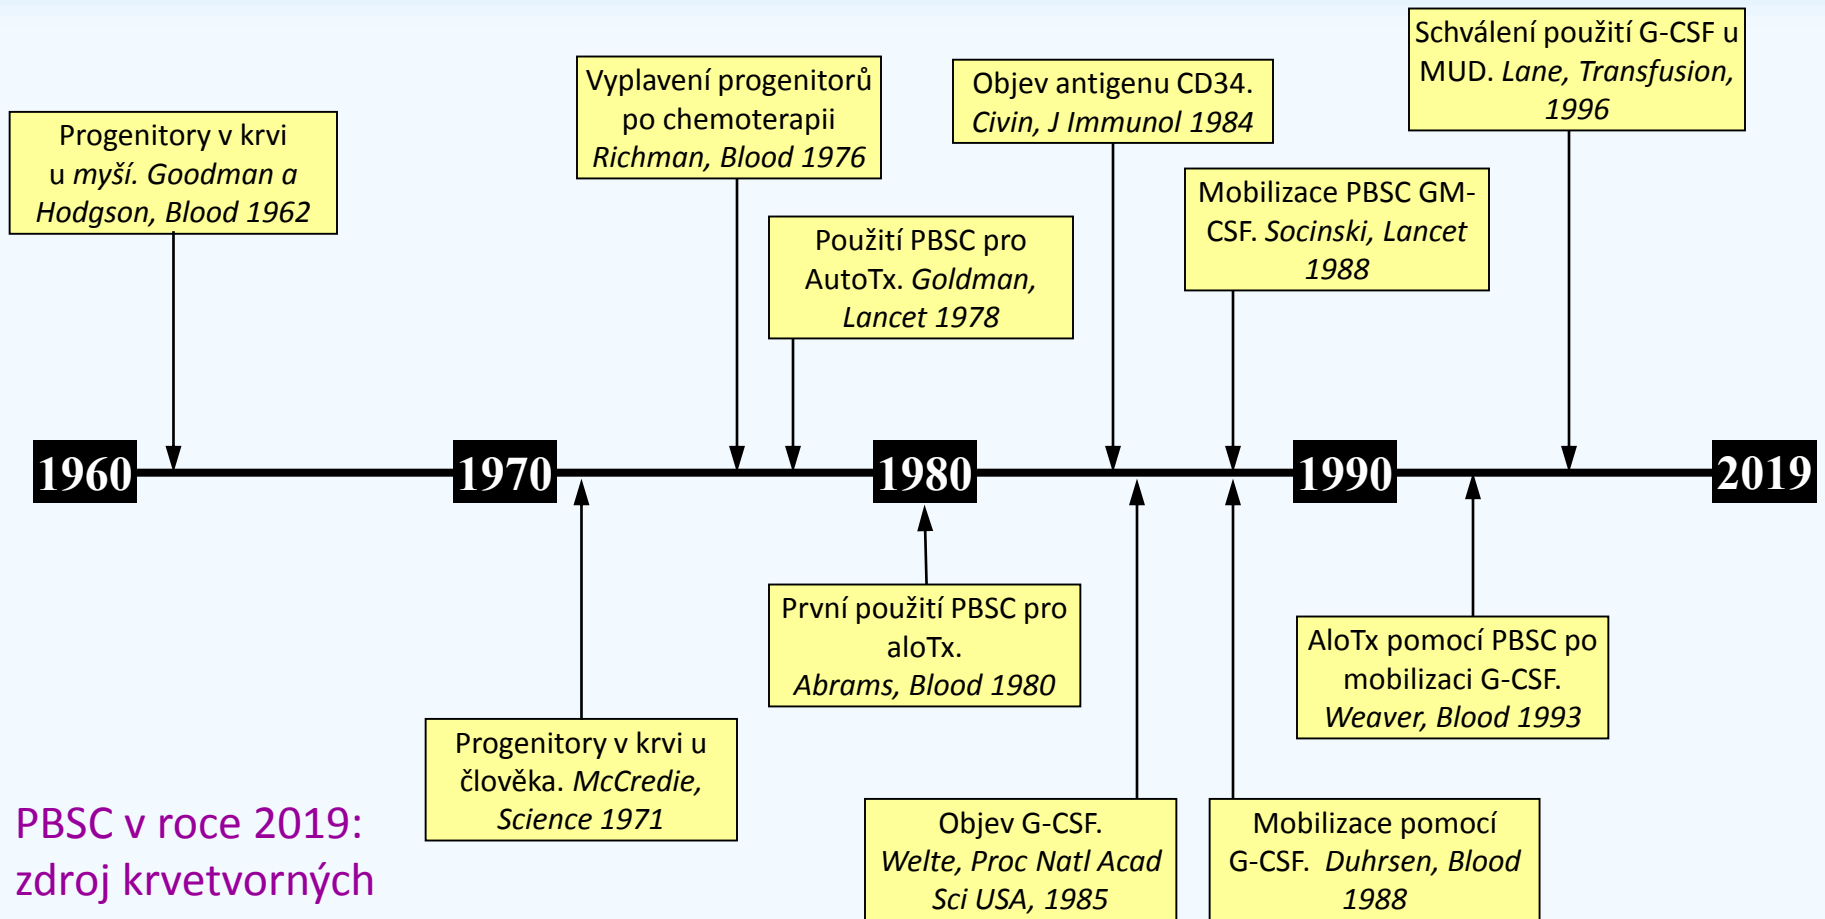 Schválení použití G-CSF u
MUD. Lane, Transfusion,
1996
Vyplavení progenitorů
po chemoterapii
Richman, Blood 1976
Objev antigenu CD34.
Civin, J Immunol 1984
Progenitory v krvi
u myší. Goodman a
Hodgson, Blood 1962
Mobilizace PBSC GM-
CSF. Socinski, Lancet
1988
Použití PBSC pro
AutoTx. Goldman,
Lancet 1978
1960
1970
1980
1990
2019
První použití PBSC pro
aloTx.
Abrams, Blood 1980
AloTx pomocí PBSC po
mobilizaci G-CSF.
Weaver, Blood 1993
Progenitory v krvi u
člověka. McCredie,
Science 1971
Objev G-CSF.
Welte, Proc Natl Acad
Sci USA, 1985
Mobilizace pomocí
G-CSF. Duhrsen, Blood
1988
PBSC v roce 2019:
zdroj krvetvorných